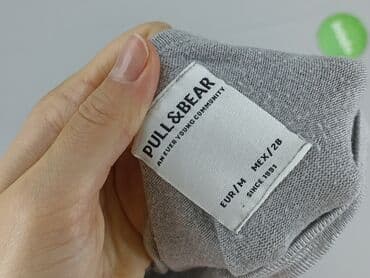 PULL&BEAR
AN EVER YOUNG COMMUNITY
EUR/M MEX/28
SINCE 1991